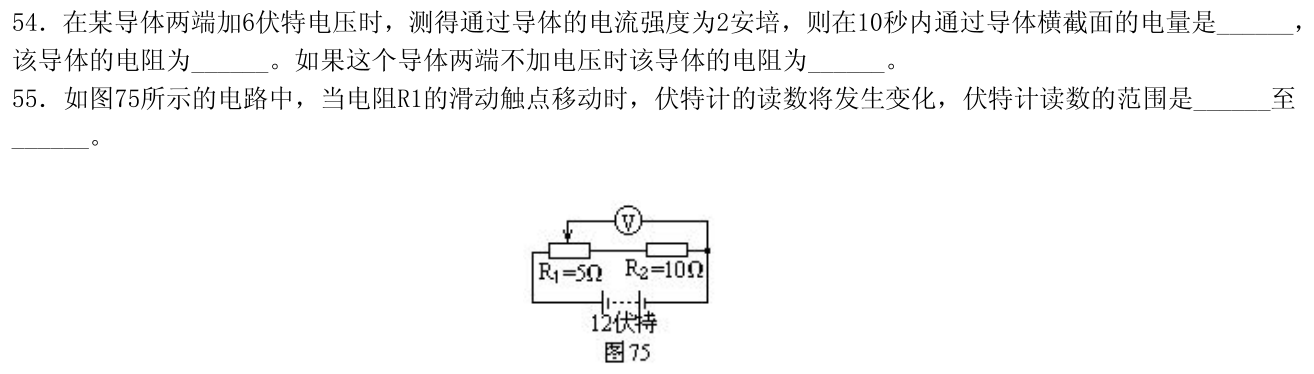 54．在某导体两端加6伏特电压时，测得通过导体的电流强度为2安培，则在10秒内通过导体横截面的电量是______，
该导体的电阻为______。如果这个导体两端不加电压时该导体的电阻为______。
55．如图75所示的电路中，当电阻R1的滑动触点移动时，伏特计的读数将发生变化，伏特计读数的范围是______至
______。
V
R₁=5Ω R₂=10Ω
12伏特
图75